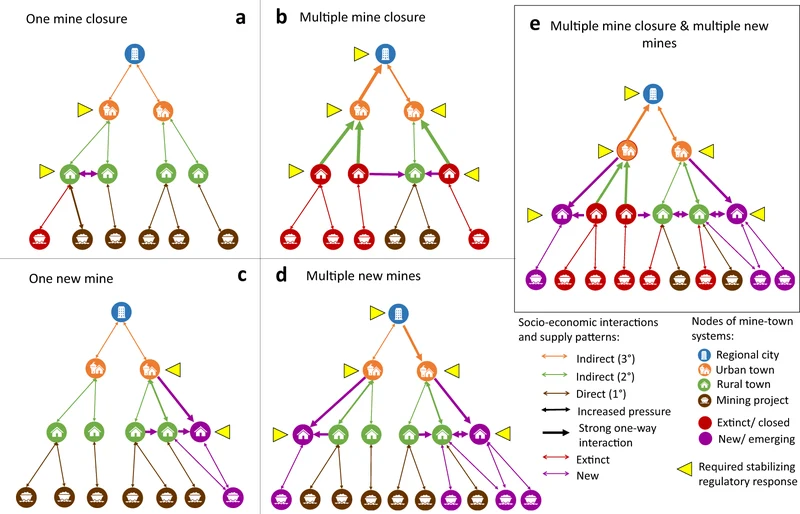 One mine closure
a
Multiple mine closure
b
e
Multiple mine closure & multiple new
mines
One new mine
c
d
Multiple new mines
Socio-economic interactions
and supply patterns:
Indirect (3°)
Indirect (2°)
Direct (1°)
Increased pressure
Strong one-way
interaction
Extinct
New
Nodes of mine-town
systems:
Regional city
Urban town
Rural town
Mining project
Extinct/ closed
New/ emerging
Required stabilizing
regulatory response